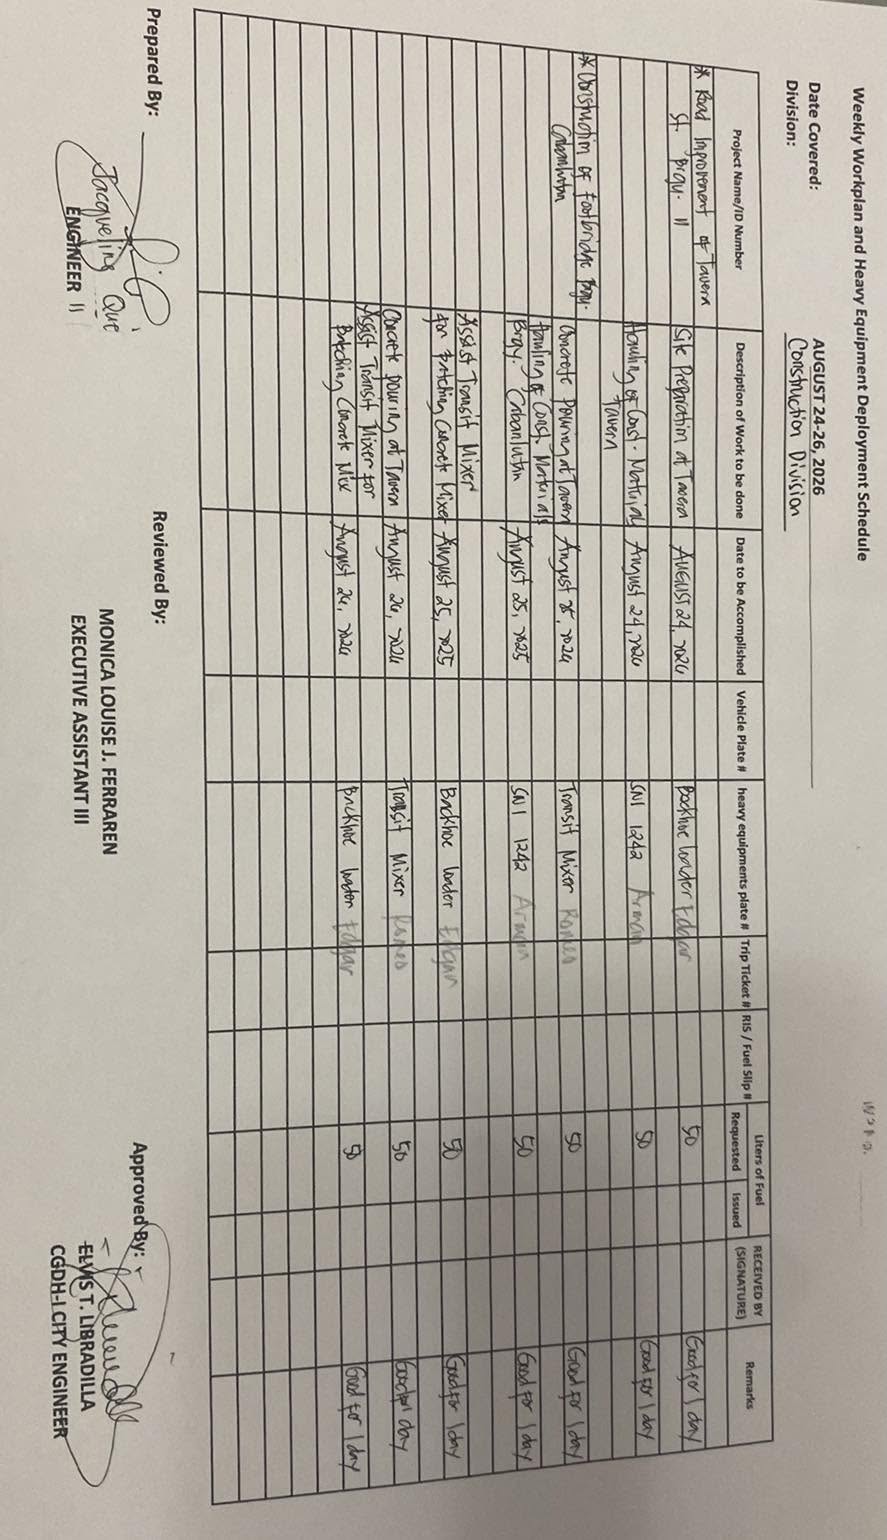 Weekly Workplan and Heavy Equipment Deployment Schedule
Date Covered: AUGUST 24-26, 2026
Division: Construction Division
Project Name/ID Number Description of Work to be done Date to be Accomplished Vehicle Plate # heavy equipments plate # Trip Ticket # RIS / Fuel Slip # Liters of Fuel Requested Issued RECEIVED BY (SIGNATURE) Remarks
* Road Improvement of Tavern
St. Brgy. 11 Site Preparation at Tavern AUGUST 24, 2026 Backhoe loader Edgar 50 Good for 1 day
Hauling of Const. Materials August 24, 2026 SN1 1242 Arman 50 Good for 1 day
Tavern
* Construction of Footbridge Brgy.
Cabanlutan Concrete Pouring at Tavern August 25, 2026 Transit Mixer Romeo 50 Good for 1 day
Hauling of Const. Materials
Brgy. Cabanlutan August 25, 2025 SN1 1242 Arman 50 Good for 1 day
Assist Transit Mixer
for Batching Concrete Mixer August 25, 2025 Backhoe loader Edgar 50 Good for 1 day
Concrete pouring at Tavern August 26, 2026 Transit Mixer Romeo 50 Good for 1 day
Assist Transit Mixer for
Batching Concrete Mix August 26, 2026 Backhoe loader Edgar 50 Good for 1 day
Prepared By:
Jacqueline Que
ENGINEER II
Reviewed By:
MONICA LOUISE J. FERRAREN
EXECUTIVE ASSISTANT III
Approved By:
ELVIS T. LIBRADILLA
CGDH-I CITY ENGINEER